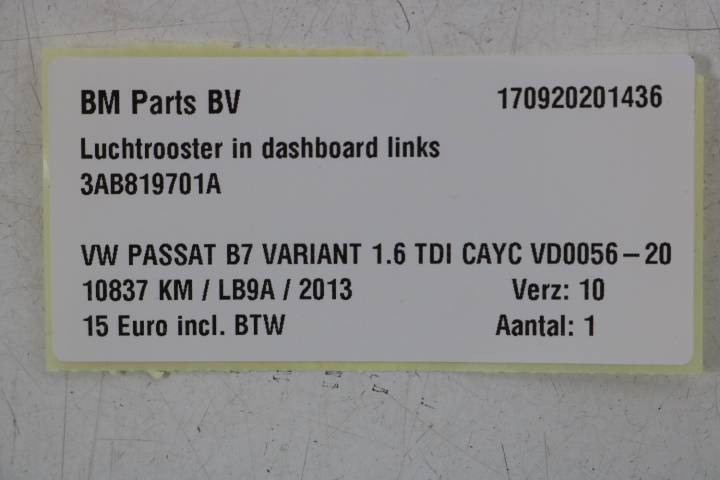 BM Parts BV 170920201436
Luchtrooster in dashboard links
3AB819701A
VW PASSAT B7 VARIANT 1.6 TDI CAYC VD0056-20
10837 KM / LB9A / 2013 Verz: 10
15 Euro incl. BTW Aantal: 1